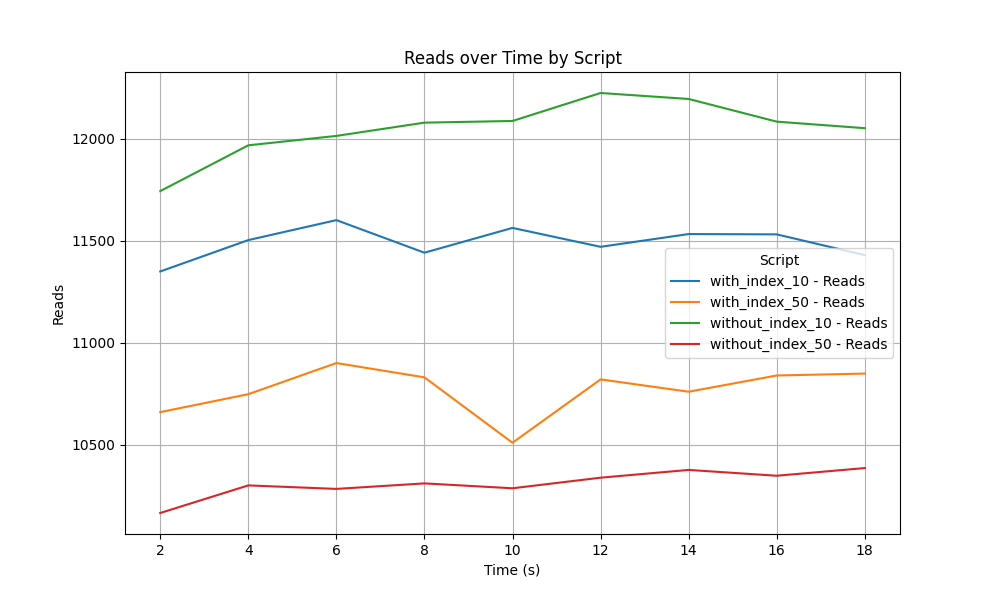 Reads over Time by Script
Reads
12000
11500
11000
10500
2 4 6 8 10 12 14 16 18
Time (s)
Script
with_index_10 - Reads
with_index_50 - Reads
without_index_10 - Reads
without_index_50 - Reads